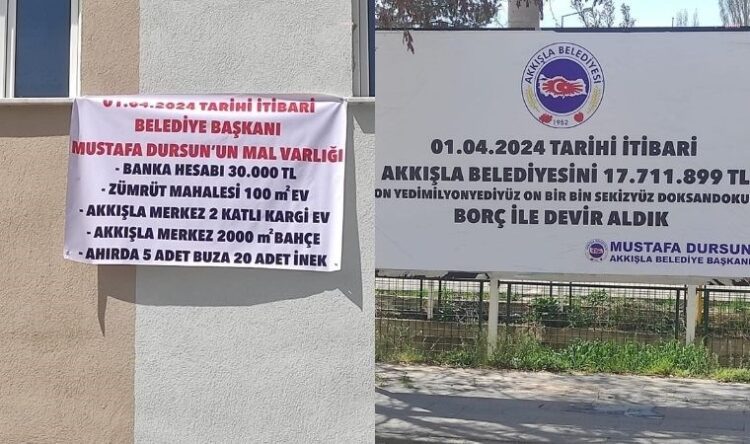 01.04.2024 TARİHİ İTİBARİ
BELEDİYE BAŞKANI
MUSTAFA DURSUN'UN MAL VARLIĞI
- BANKA HESABI 30.000 TL
- ZÜMRÜT MAHALESİ 100 m² EV
- AKKIŞLA MERKEZ 2 KATLI KARGİ EV
- AKKIŞLA MERKEZ 2000 m² BAHÇE
- AHIRDA 5 ADET BUZA 20 ADET İNEK
AKKIŞLA BELEDİYESİ
1952
01.04.2024 TARİHİ İTİBARİ
AKKIŞLA BELEDİYESİNİ 17.711.899 TL
ON YEDİMİLYONYEDİYÜZ ON BİR BİN SEKİZYÜZ DOKSANDOKU
BORÇ İLE DEVİR ALDIK
MUSTAFA DURSUN
AKKIŞLA BELEDİYE BAŞKANI